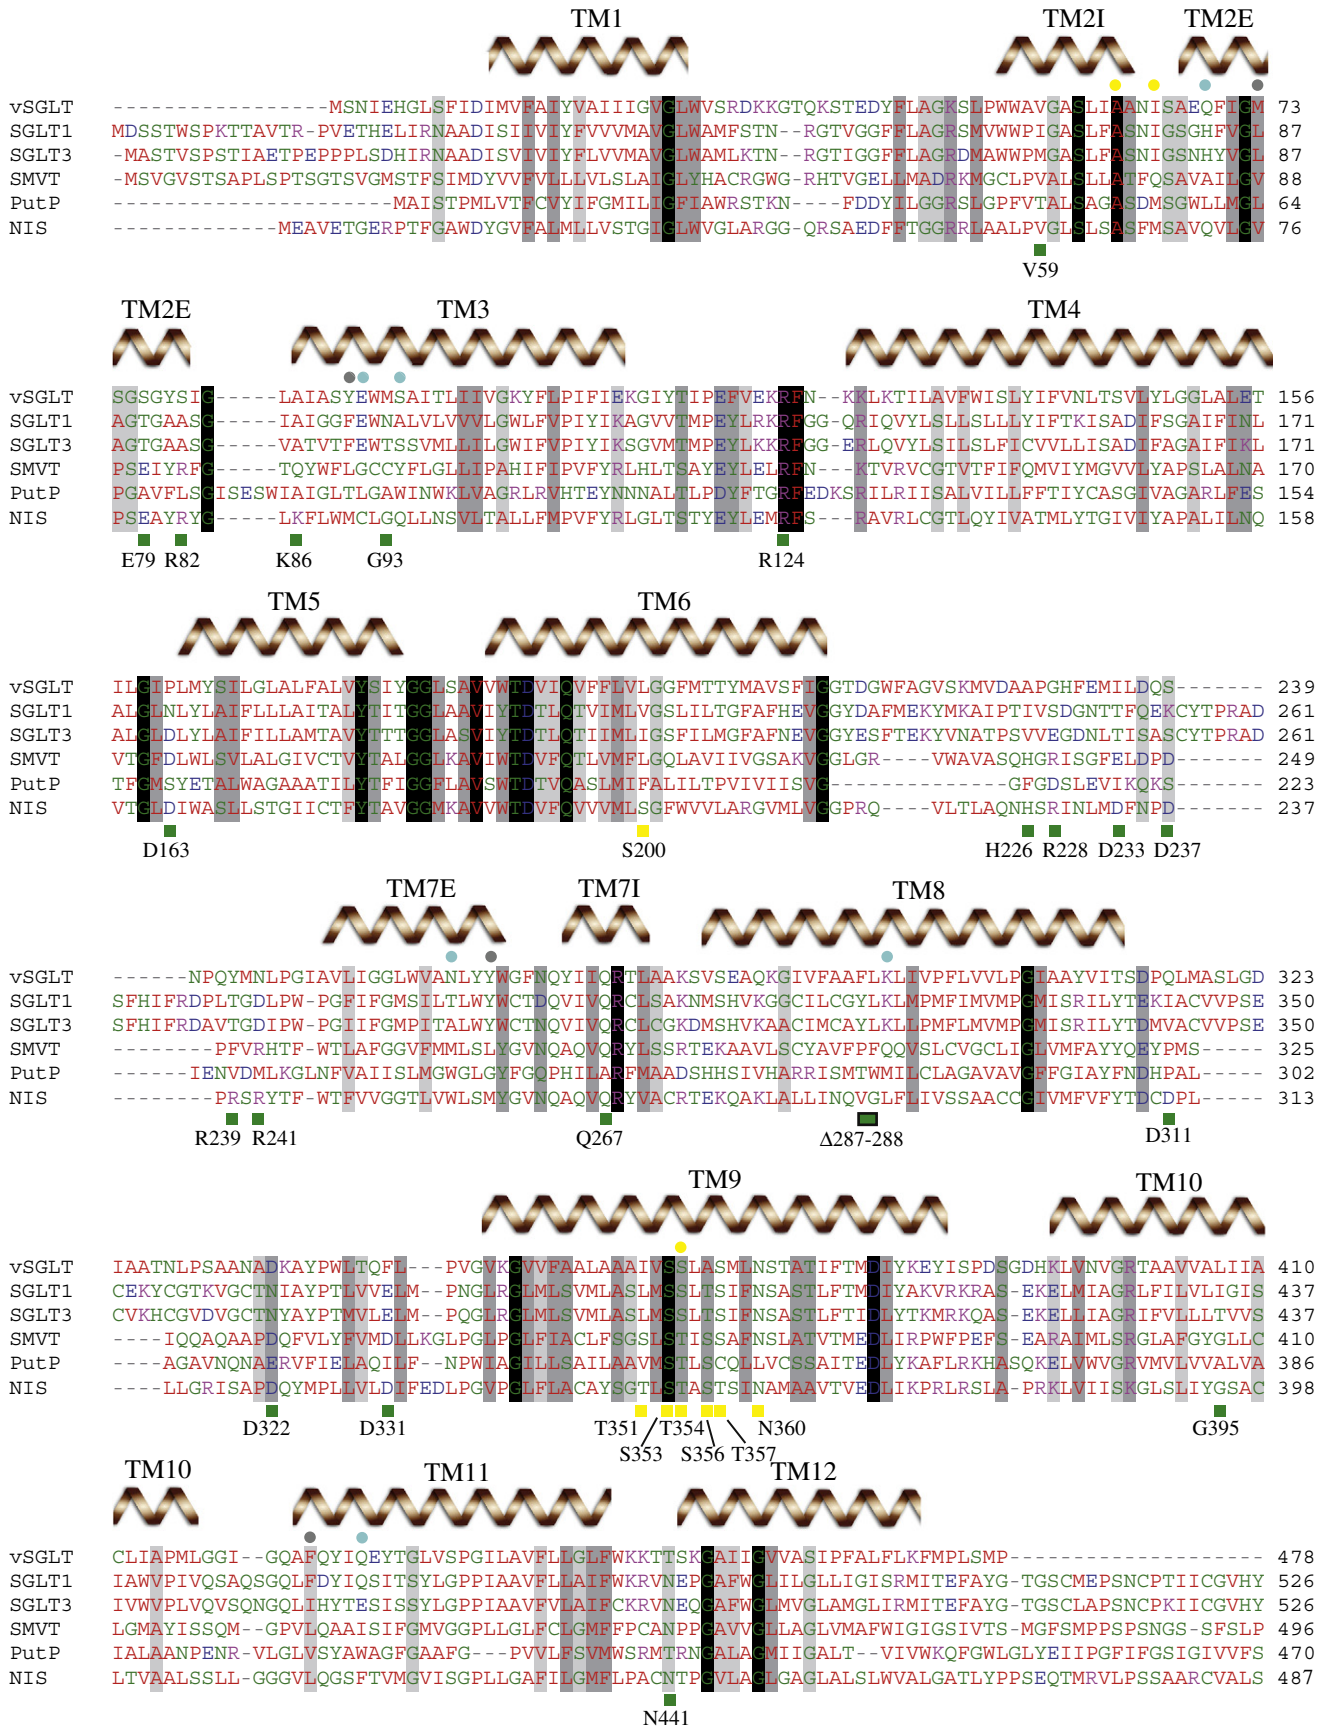 TM1 TM2I TM2E
vSGLT -----------------MSNIEHGLSFIDIMVFAIYVAIIIGVGLWVSRDKKGTQKSTEDYFLAGKSLPWWAVGASLIAANISAEQFIGM 73
SGLT1 MDSSTWSPKTTAVTR-PVETHELIRNAADISIIVIYFVVVMAVGLWAMFSTN--RGTVGGFFLAGRSMVWWPIGASLFASNIGSGHFVGL 87
SGLT3 -MASTVSPSTIAETPEPPPLSDHIRNAADISVIVIYFLVVMAVGLWAMLKTN--RGTIGGFFLAGRDMAWWPMGASLFASNIGSNHYVGL 87
SMVT -MSVGVSTSAPLSPTSGTSVGMSTFSIMDYVVFVLLLVLSLAIGLYHACRGWG-RHTVGELLMADRKMGCLPVALSLLATFQSAVAILGV 88
PutP ----------------------MAISTPMLVTFCVYIFGMILIGFIAWRSTKN----FDDYILGGRSLGPFVTALSAGASDMSGWLLMGL 64
NIS -------------MEAVETGERPTFGAWDYGVFALMLLVSTGIGLWVGLARGG-QRSAEDFFTGGRRLAALPVGLSLSASFMSAVQVLGV 76
V59
TM2E TM3 TM4
vSGLT SGSGYSIG------LAIASYEWMSAITLIIVGKYFLPIFIEKGIYTIPEFVEKRFN--KKLKTILAVFWISLYIFVNLTSVLYLGGLALET 156
SGLT1 AGTGAASG------IAIGGFEWNALVLVVVLGWLFVPIYIKAGVVTMPEYLRKRFGG-QRIQVYLSLLSLLLYIFTKISADIFSGAIFINL 171
SGLT3 AGTGAASG------VATVTFEWTSSVMLLILGWIFVPIYIKSGVMTMPEYLKKRFGG-ERLQVYLSILSLFICVVLLISADIFAGAIFIKL 171
SMVT PSEIYRFG------TQYWFLGCCYFLGLLIPAHIFIPVFYRLHLTSAYEYLELRFN---KTVRVCGTVTFIFQMVIYMGVVLYAPSLALNA 170
PutP PGAVFLSGISESWIAIGLTLGAWINWKLVAGRLRVHTEYNNNALTLPDYFTGRFEDKSRILRIISALVILLFFTIYCASGIVAGARLFES 154
NIS PSEAYRYG------LKFLWMCLGQLLNSVLTALLFMPVFYRLGLTSTYEYLEMRFS---RAVRLCGTLQYIVATMLYTGIVIYAPALILNQ 158
E79 R82 K86 G93 R124
TM5 TM6
vSGLT ILGIPLMYSILGLALFALVYSIYGGLSAVVWTDVIQVFFLVLGGFMTTYMAVSFIGGTDGWFAGVSKMVDAAPGHFEMILDQS------- 239
SGLT1 ALGLNLYLAIFLLLAITALYTITGGLAAVIYTDTLQTVIMLVGSLILTGFAFHEVGGYDAFMEKYMKAIPTIVSDGNTTFQEKCYTPRAD 261
SGLT3 ALGLDLYLAIFILLAMTAVYTTTGGLASVIYTDTLQTIIMLIGSFILMGFAFNEVGGYESFTEKYVNATPSVVEGDNLTISASCYTPRAD 261
SMVT VTGFDLWLSVLALGIVCTVYTALGGLKAVIWTDVFQTLVMFLGQLAVIIVGSAKVGGLGR---VWAVASQHGRISGFELDPD------- 249
PutP TFGMSYETALWAGAAATILYTFIGGFLAVSWTDTVQASLMIFALILTPVIVIISVG--------------GFGDSLEVIKQKS------- 223
NIS VTGLDIWASLLSTGIICTFYTAVGGMKAVVWTDVFQVVVMLSGFWVVLARGVMLVGGPRQ---VLTLAQNHSRINLMDFNPD------- 237
D163 S200 H226 R228 D233 D237
TM7E TM7I TM8
vSGLT ------NPQYMNLPGIAVLIGGLWVANLYYWGFNQYIIQRTLAAKSVSEAQKGIVFAAFLKLIVPFLVVLPGIAAYVITSDPQLMASLGD 323
SGLT1 SFHIFRDPLTGDLPW-PGFIFGMSILTLWYWCTDQVIVQRCLSAKNMSHVKGGCILCGYLKLMPMFIMVMPGMISRILYTEKIACVVPSE 350
SGLT3 SFHIFRDAVTGDIPW-PGIIFGMPITALWYWCTNQVIVQRCLCGKDMSHVKAACIMCAYLKLLPMFLMVMPGMISRILYTDMVACVVPSE 350
SMVT --------PFVRHTF-WTLAFGGVFMMLSLYGVNQAQVQRYLSSRTEKAAVLSCYAVFPFQQVSLCVGCLIGLVMFAYYQEYPMS----- 325
PutP ------IENVDMLKGLNFVAIISLMGWGLGYFGQPHILARFMAADSHHSIVHARRISMTWMILCLAGAVAVGFFGIAYFNDHPAL----- 302
NIS --------PRSRYTF-WTFVVGGTLVWLSMYGVNQAQVQRYVACRTEKQAKLALLINQVGLFLIVSSAACCGIVMFVFYTDCDPL----- 313
R239 R241 Q267 Δ287-288 D311
TM9 TM10
vSGLT IAATNLPSAANADKAYPWLTQFL---PVGVKGVVFAALAAAIVSSLASMLNSTATIFTMDIYKEYISPDSGDHKLVNVGRTAAVVALIIA 410
SGLT1 CEKYCGTKVGCTNIAYPTLVVELM--PNGLRGLMLSVMLASLMSSLTSIFNSASTLFTMDIYAKVRKRAS-EKELMIAGRLFILVLIGIS 437
SGLT3 CVKHCGVDVGCTNYAYPTMVLELM--PQGLRGLMLSVMLASLMSSLTSIFNSASTLFTIDLYTKMRKQAS-EKELLIAGRIFVLLLTVVS 437
SMVT ----IQQAQAAPDQFVLYFVMDLLKGLPGLPGLFIACLFSGSLSTISSAFNSLATVTMEDLIRPWFPEFS-EARAIMLSRGLAFGYGLLC 410
PutP ----AGAVNQNAERVFIELAQILF--NPWIAGILLSAILAAVMSTLSCQLLVCSSAITEDLYKAFLRKHASQKELVWVGRVMVLVVALVA 386
NIS ----LLGRISAPDQYMPLLVLDIFEDLPGVPGLFLACAYSGTLSTASTSINAMAAVTVEDLIKPRLRSLA-PRKLVIISKGLSLIYGSAC 398
D322 D331 T351 T354 N360 G395
S353 S356 T357
TM10 TM11 TM12
vSGLT CLIAPMLGGI--GQAFQYIQEYTGLVSPGILAVFLLGLFWKKTTSKGAIIGVVASIPFALFLKFMPLSMP-------------------- 478
SGLT1 IAWVPIVQSAQSGQLFDYIQSITSYLGPPIAAVFLLAIFWKRVNEPGAFWGLILGLLIGISRMITEFAYG-TGSCMEPSNCPTIICGVHY 526
SGLT3 IVWVPLVQVSQNGQLIHYTESISSYLGPPIAAVFVLAIFCKRVNEQGAFWGLMVGLAMGLIRMITEFAYG-TGSCLAPSNCPKIICGVHY 526
SMVT LGMAYISSQM--GPVLQAAISIFGMVGGPLLGLFCLGMFFPCANPPGAVVGLLAGLVMAFWIGIGSIVTS-MGFSMPPSPSNGS-SFSLP 496
PutP IALAANPENR-VLGLVSYAWAGFGAAFG---PVVLFSVMWSRMTRNGALAGMIIGALT--VIVWKQFGWLGLYEIIPGFIFGSIGIVVFS 470
NIS LTVAALSSLL-GGGVLQGSFTVMGVISGPLLGAFILGMFLPACNTPGVLAGLGAGLALSLWVALGATLYPPSEQTMRVLPSSAARCVALS 487
N441